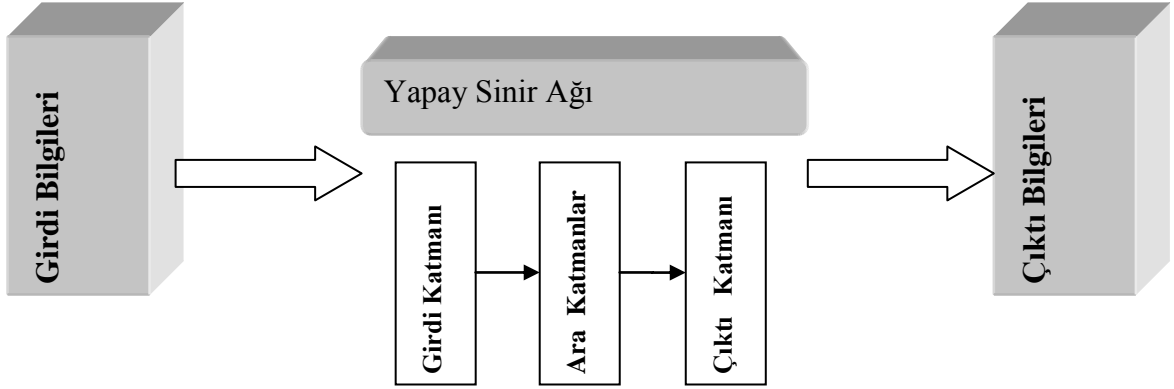 Girdi Bilgileri
Yapay Sinir Ağı
Girdi Katmanı
Ara Katmanlar
Çıktı Katmanı
Çıktı Bilgileri